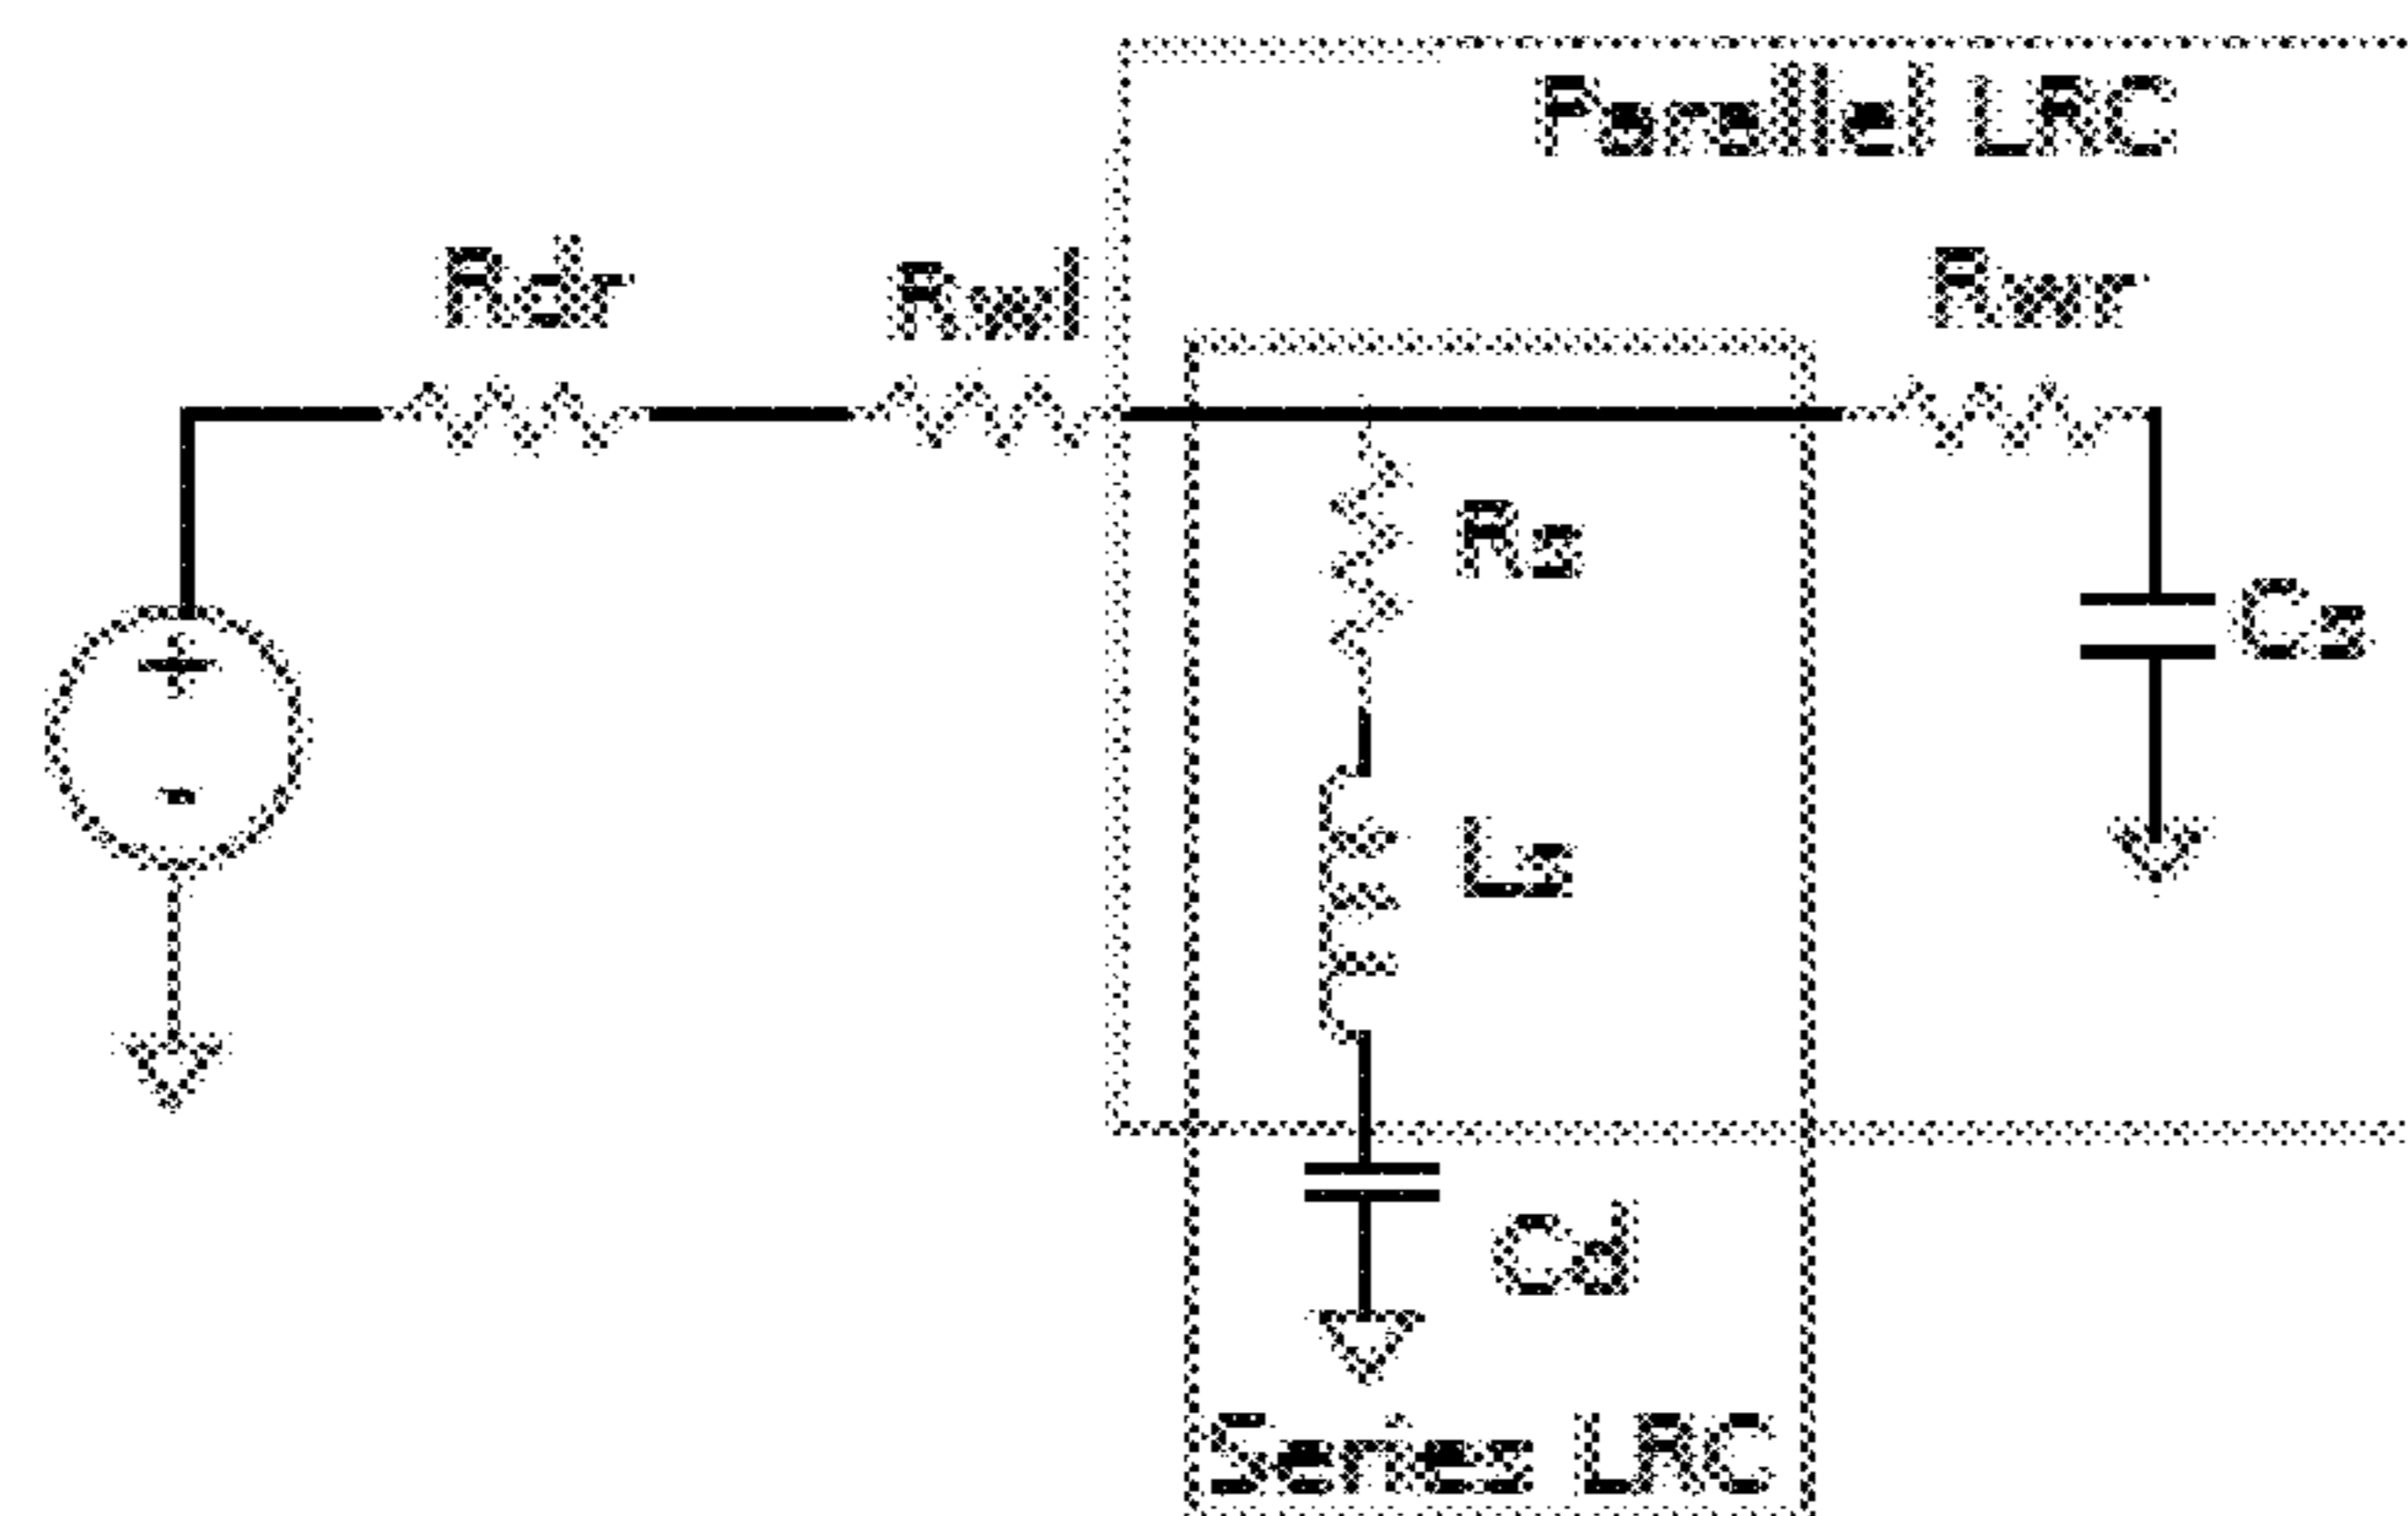 Parallel LRC
Rdr
Rwl
Rwr
Rs
Cs
+
Ls
-
Cd
Series LRC